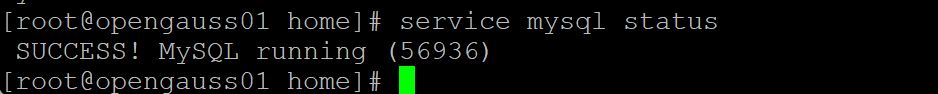 [root@opengauss01 home]# service mysql status
SUCCESS! MySQL running (56936)
[root@opengauss01 home]#